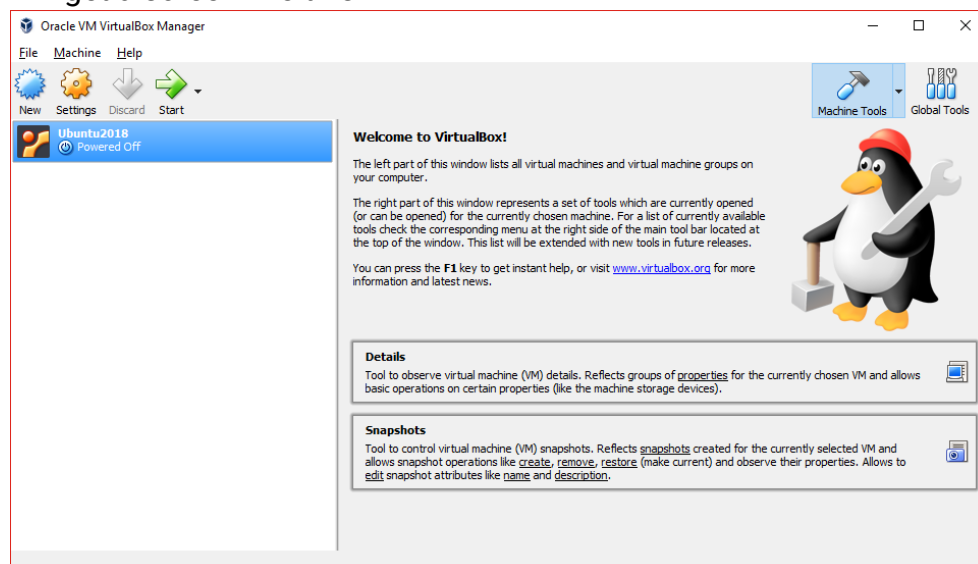 Oracle VM VirtualBox Manager
File Machine Help
New Settings Discard Start
Machine Tools Global Tools
Ubuntu2018
Powered Off
Welcome to VirtualBox!
The left part of this window lists all virtual machines and virtual machine groups on
your computer.
The right part of this window represents a set of tools which are currently opened
(or can be opened) for the currently chosen machine. For a list of currently available
tools check the corresponding menu at the right side of the main tool bar located at
the top of the window. This list will be extended with new tools in future releases.
You can press the F1 key to get instant help, or visit www.virtualbox.org for more
information and latest news.
Details
Tool to observe virtual machine (VM) details. Reflects groups of properties for the currently chosen VM and allows
basic operations on certain properties (like the machine storage devices).
Snapshots
Tool to control virtual machine (VM) snapshots. Reflects snapshots created for the currently selected VM and
allows snapshot operations like create, remove, restore (make current) and observe their properties. Allows to
edit snapshot attributes like name and description.